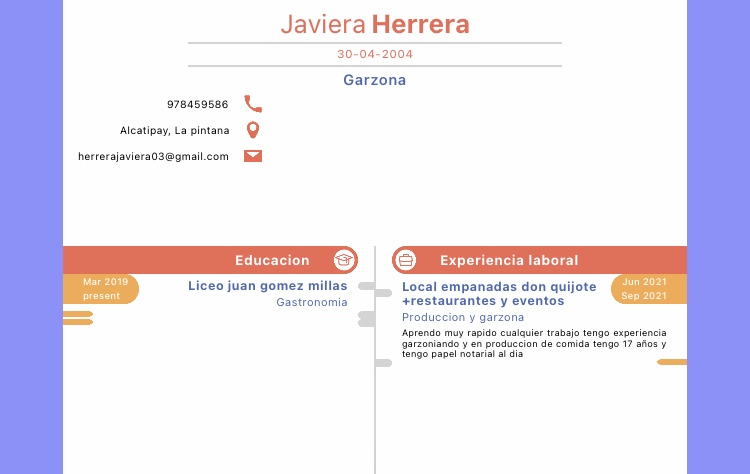 Javiera Herrera
30-04-2004
Garzona
978459586
Alcatipay, La pintana
herrerajaviera03@gmail.com
Educacion
Mar 2019
present
Liceo juan gomez millas
Gastronomia
Experiencia laboral
Local empanadas don quijote
+restaurantes y eventos
Jun 2021
Sep 2021
Produccion y garzona
Aprendo muy rapido cualquier trabajo tengo experiencia
garzoniando y en produccion de comida tengo 17 años y
tengo papel notarial al dia